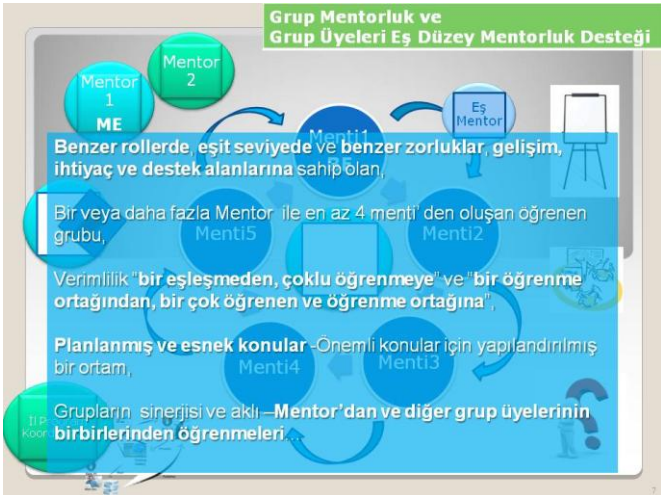 Grup Mentorluk ve
Grup Üyeleri Eş Düzey Mentorluk Desteği
Mentor
1
ME
Mentor
2
Eş
Mentor
Menti1
Benzer rollerde, eşit seviyede ve benzer zorluklar, gelişim,
ihtiyaç ve destek alanlarına sahip olan,
Bir veya daha fazla Mentor ile en az 4 menti' den oluşan öğrenen
grubu,
Menti5
Menti2
Verimlilik "bir eşleşmeden, çoklu öğrenmeye" ve "bir öğrenme
ortağından, bir çok öğrenen ve öğrenme ortağına",
Planlanmış ve esnek konular -Önemli konular için yapılandırılmış
bir ortam,
Menti4
Menti3
Grupların sinerjisi ve aklı –Mentor'dan ve diğer grup üyelerinin
birbirlerinden öğrenmeleri...
7